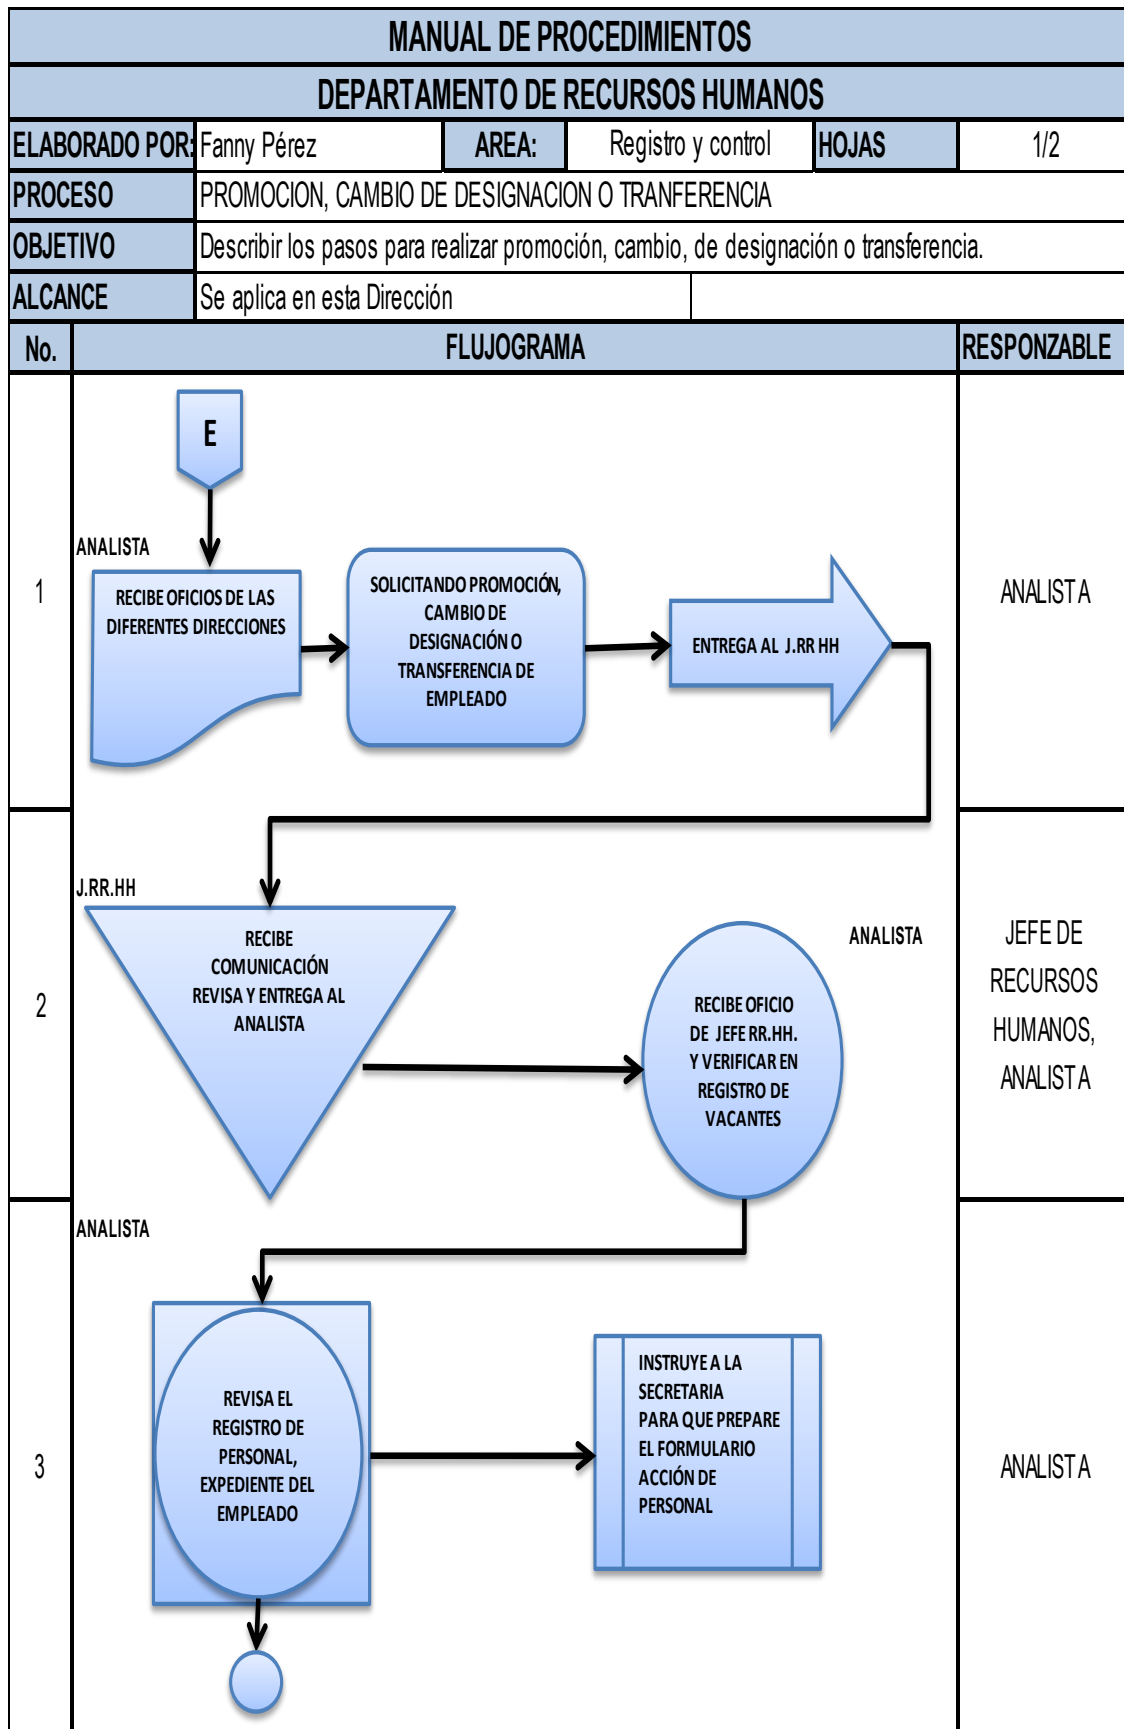 MANUAL DE PROCEDIMIENTOS
DEPARTAMENTO DE RECURSOS HUMANOS
ELABORADO POR: Fanny Pérez AREA: Registro y control HOJAS 1/2
PROCESO PROMOCION, CAMBIO DE DESIGNACION O TRANFERENCIA
OBJETIVO Describir los pasos para realizar promoción, cambio, de designación o transferencia.
ALCANCE Se aplica en esta Dirección
No. FLUJOGRAMA RESPONZABLE
E
ANALISTA
1
RECIBE OFICIOS DE LAS
DIFERENTES DIRECCIONES
SOLICITANDO PROMOCIÓN,
CAMBIO DE
DESIGNACIÓN O
TRANSFERENCIA DE
EMPLEADO
ENTREGA AL J.RR HH
ANALISTA
J.RR.HH
2
RECIBE
COMUNICACIÓN
REVISA Y ENTREGA AL
ANALISTA
ANALISTA
RECIBE OFICIO
DE JEFE RR.HH.
Y VERIFICAR EN
REGISTRO DE
VACANTES
JEFE DE
RECURSOS
HUMANOS,
ANALISTA
ANALISTA
3
REVISA EL
REGISTRO DE
PERSONAL,
EXPEDIENTE DEL
EMPLEADO
INSTRUYE A LA
SECRETARIA
PARA QUE PREPARE
EL FORMULARIO
ACCIÓN DE
PERSONAL
ANALISTA